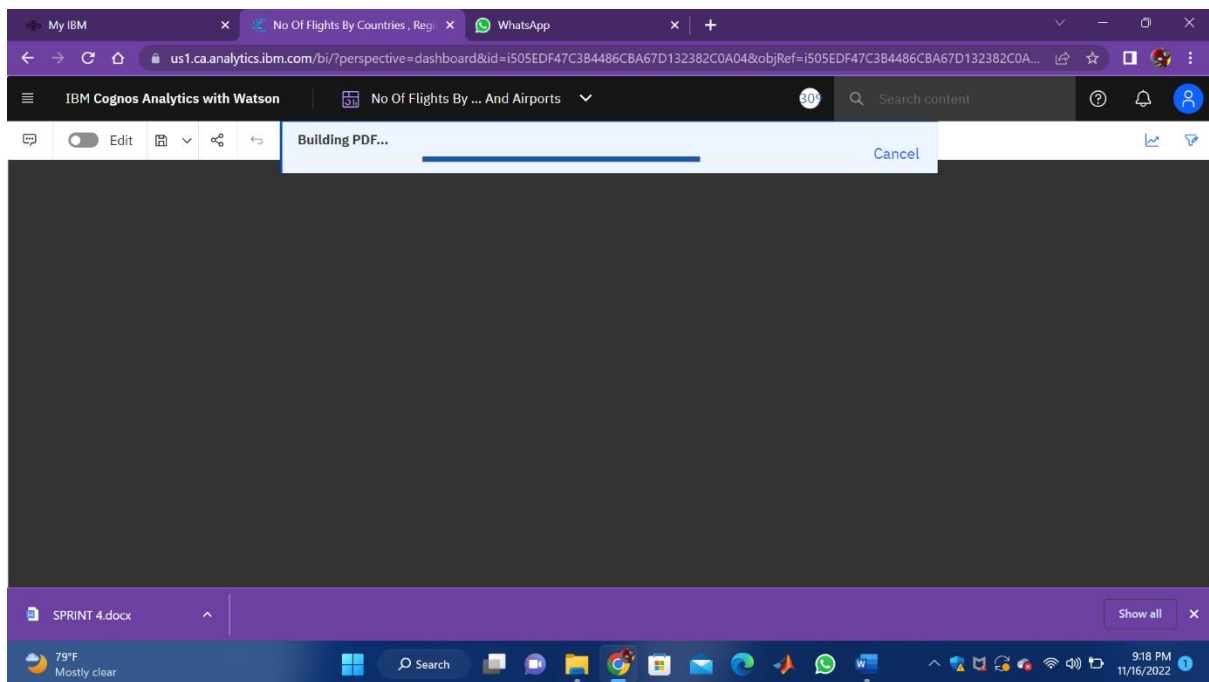 My IBM
No Of Flights By Countries , Regi
WhatsApp
us1.ca.analytics.ibm.com/bi/?perspective=dashboard&id=i505EDF47C3B4486CBA67D132382C0A04&objRef=i505EDF47C3B4486CBA67D132382C0A...
IBM Cognos Analytics with Watson
No Of Flights By ... And Airports
309
Search content
Edit
Building PDF...
Cancel
SPRINT 4.docx
Show all
79°F
Mostly clear
Search
9:18 PM
11/16/2022
1